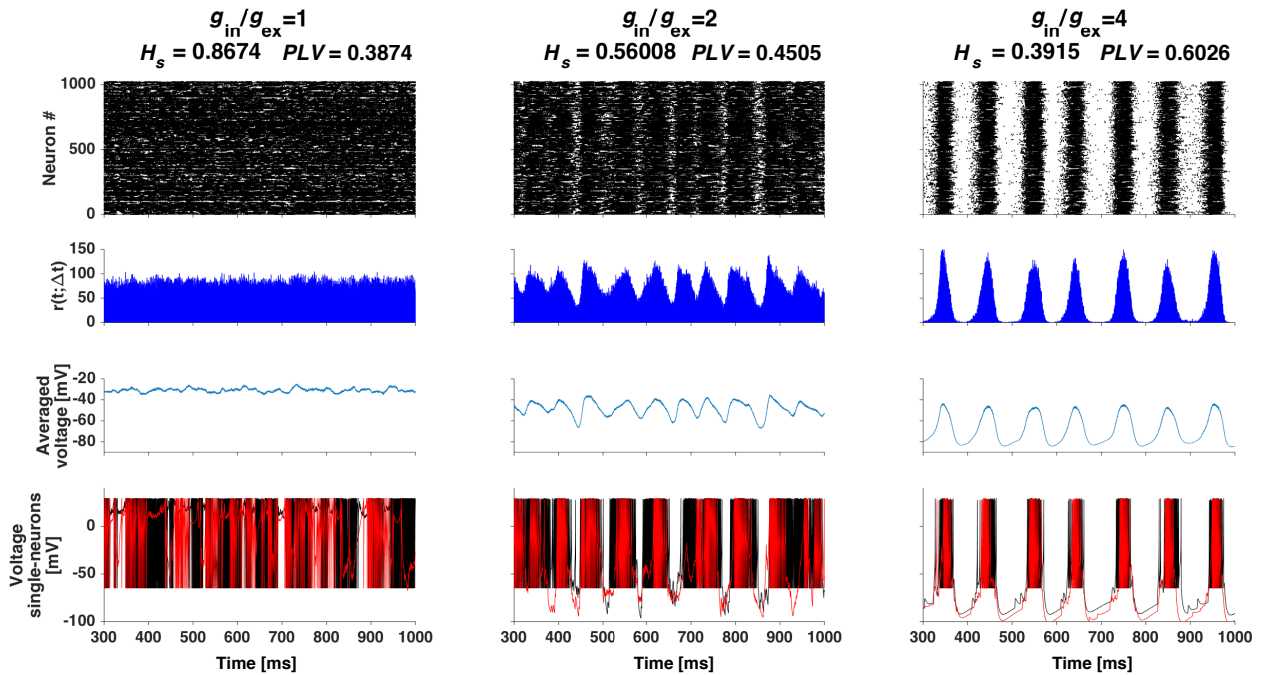 g_in/g_ex=1
H_s = 0.8674 PLV = 0.3874
g_in/g_ex=2
H_s = 0.56008 PLV = 0.4505
g_in/g_ex=4
H_s = 0.3915 PLV = 0.6026
Neuron #
1000
500
0
r(t;Δt)
150
100
50
0
Averaged
voltage [mV]
-20
-40
-60
-80
Voltage
single-neurons
[mV]
0
-50
-100
300 400 500 600 700 800 900 1000
300 400 500 600 700 800 900 1000
300 400 500 600 700 800 900 1000
Time [ms]
Time [ms]
Time [ms]